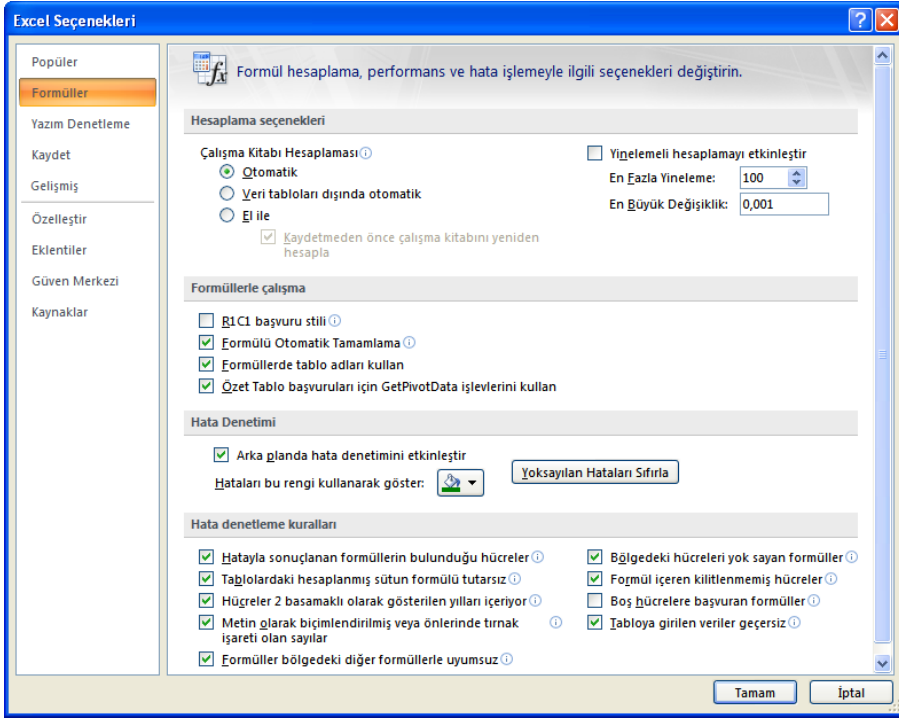 Excel Seçenekleri
Popüler
Formüller
Yazım Denetleme
Kaydet
Gelişmiş
Özelleştir
Eklentiler
Güven Merkezi
Kaynaklar
Formül hesaplama, performans ve hata işlemeyle ilgili seçenekleri değiştirin.
Hesaplama seçenekleri
Çalışma Kitabı Hesaplaması
Otomatik
Veri tabloları dışında otomatik
El ile
Kaydetmeden önce çalışma kitabını yeniden
hesapla
Yinelemeli hesaplamayı etkinleştir
En Fazla Yineleme: 100
En Büyük Değişiklik: 0,001
Formüllerle çalışma
R1C1 başvuru stili
Formülü Otomatik Tamamlama
Formüllerde tablo adları kullan
Özet Tablo başvuruları için GetPivotData işlevlerini kullan
Hata Denetimi
Arka planda hata denetimini etkinleştir
Hataları bu rengi kullanarak göster:
Yoksayılan Hataları Sıfırla
Hata denetleme kuralları
Hatayla sonuçlanan formüllerin bulunduğu hücreler
Tablolardaki hesaplanmış sütun formülü tutarsız
Hücreler 2 basamaklı olarak gösterilen yılları içeriyor
Metin olarak biçimlendirilmiş veya önlerinde tırnak
işareti olan sayılar
Formüller bölgedeki diğer formüllerle uyumsuz
Bölgedeki hücreleri yok sayan formüller
Formül içeren kilitlenmemiş hücreler
Boş hücrelere başvuran formüller
Tabloya girilen veriler geçersiz
Tamam
İptal